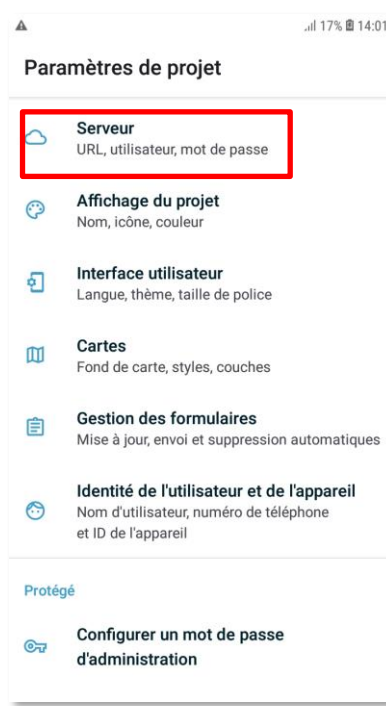 17% 14:01
Paramètres de projet
Serveur
URL, utilisateur, mot de passe
Affichage du projet
Nom, icône, couleur
Interface utilisateur
Langue, thème, taille de police
Cartes
Fond de carte, styles, couches
Gestion des formulaires
Mise à jour, envoi et suppression automatiques
Identité de l'utilisateur et de l'appareil
Nom d'utilisateur, numéro de téléphone
et ID de l'appareil
Protégé
Configurer un mot de passe
d'administration